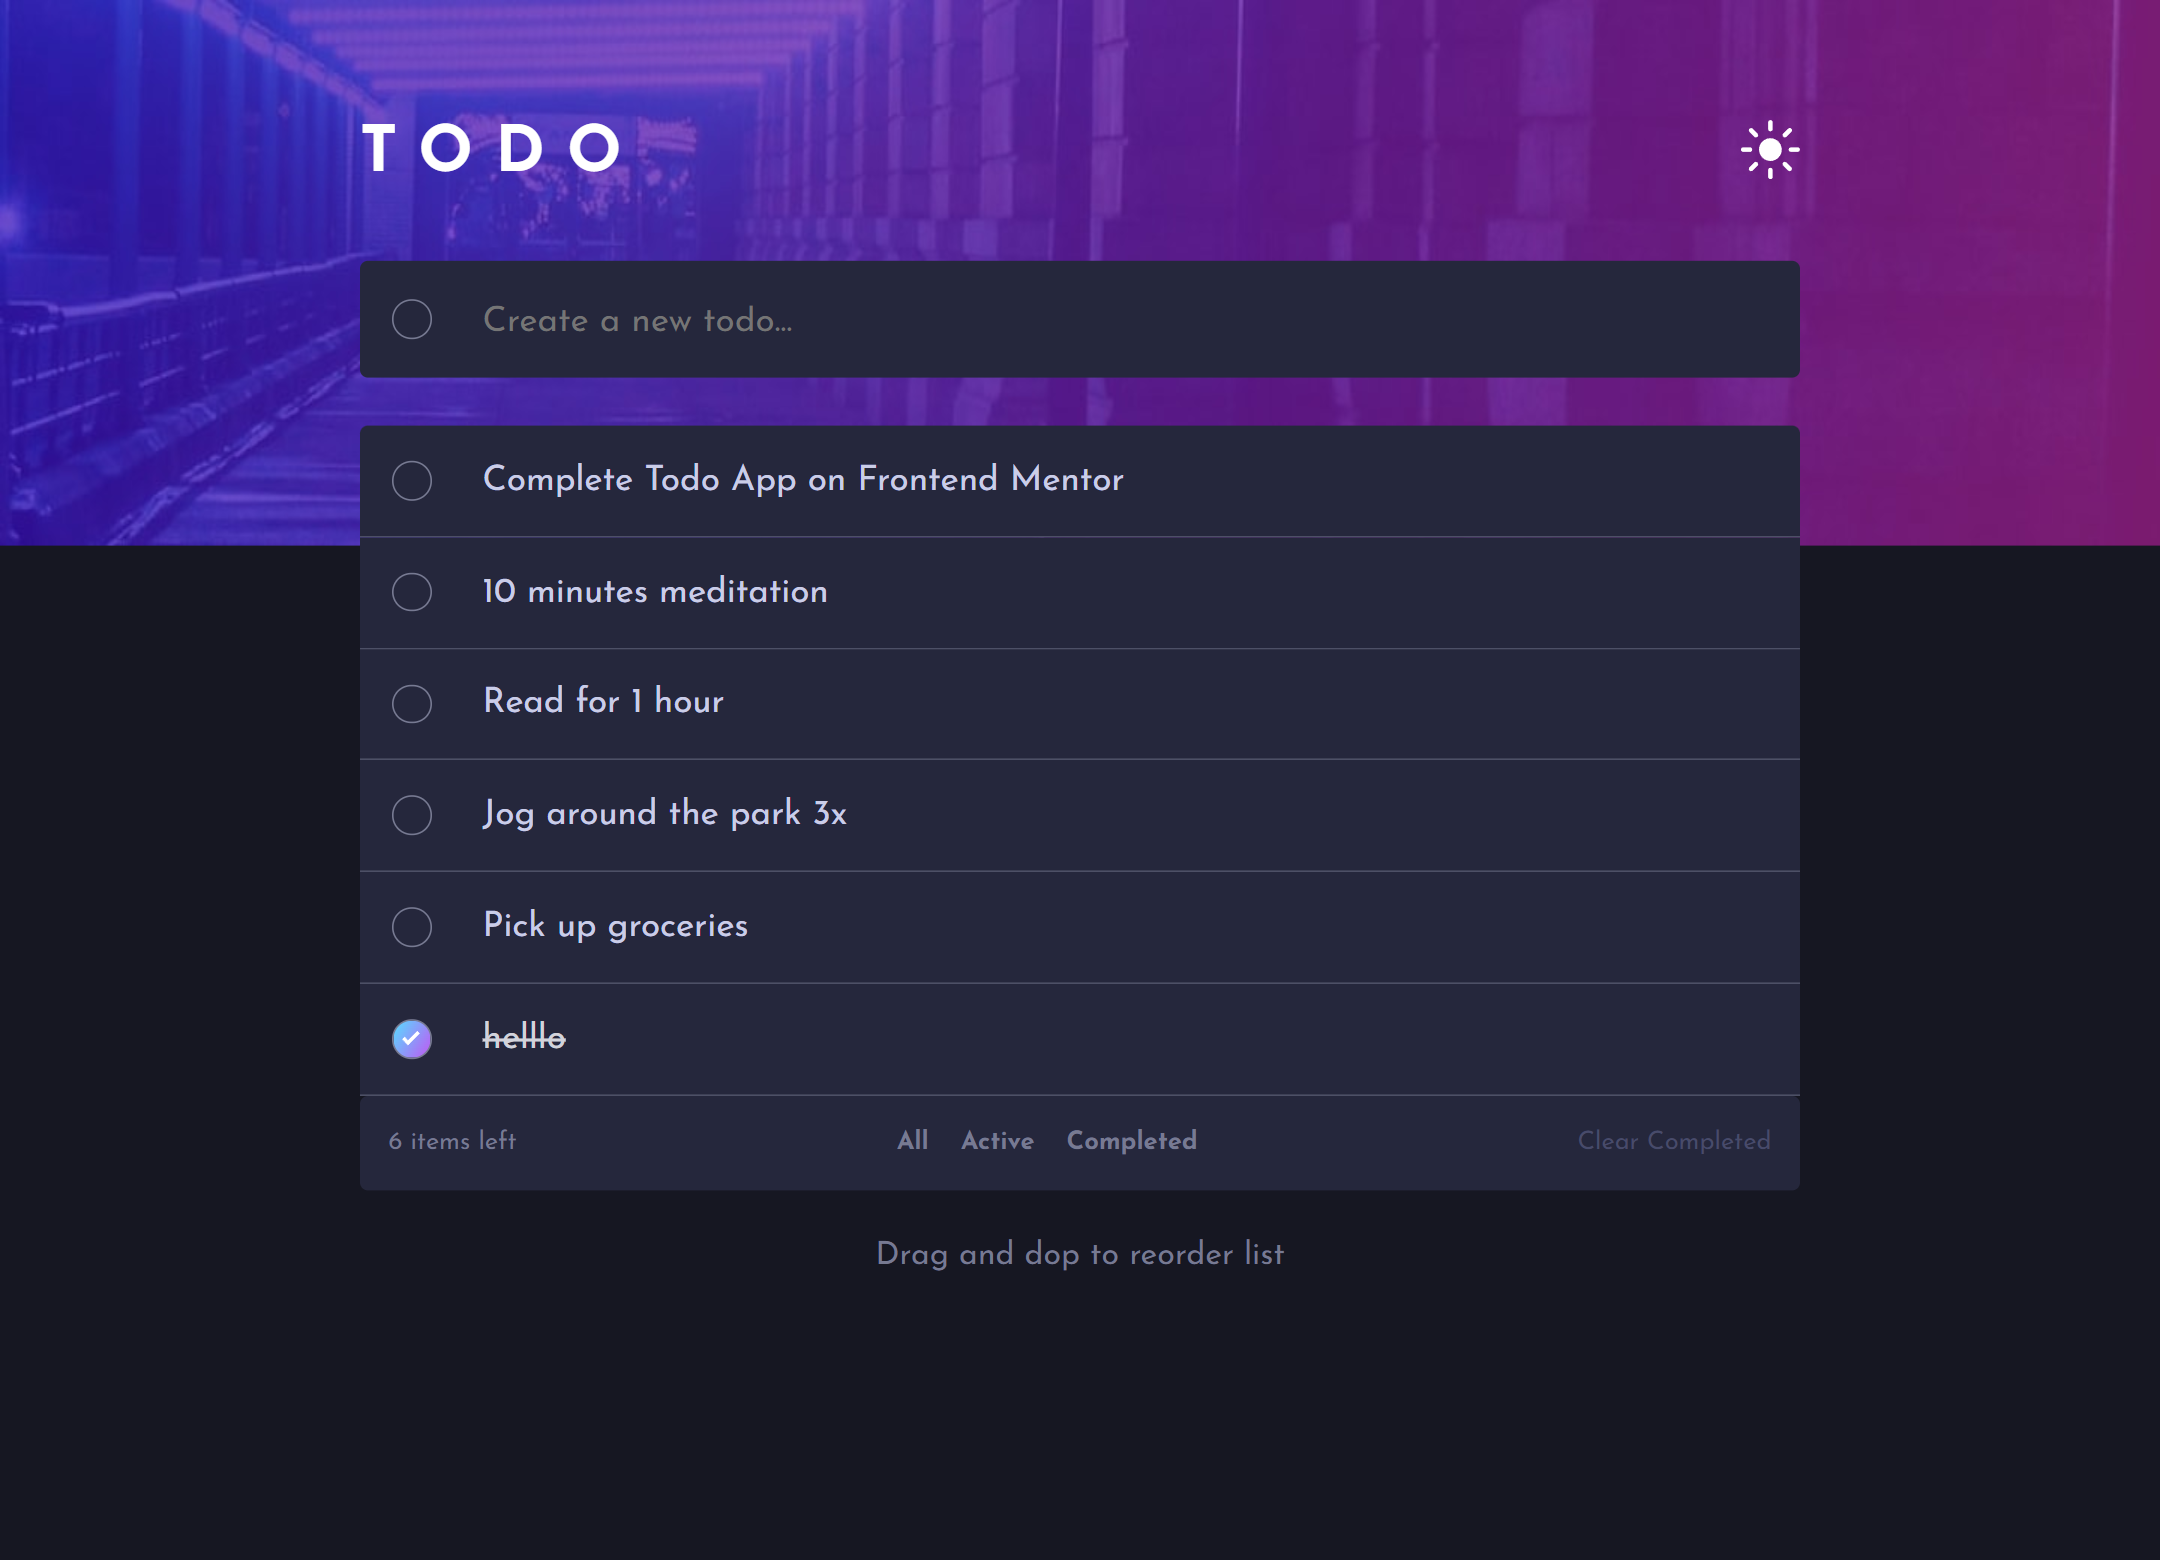 TODO
Create a new todo...
Complete Todo App on Frontend Mentor
10 minutes meditation
Read for 1 hour
Jog around the park 3x
Pick up groceries
helllo
6 items left All Active Completed Clear Completed
Drag and dop to reorder list